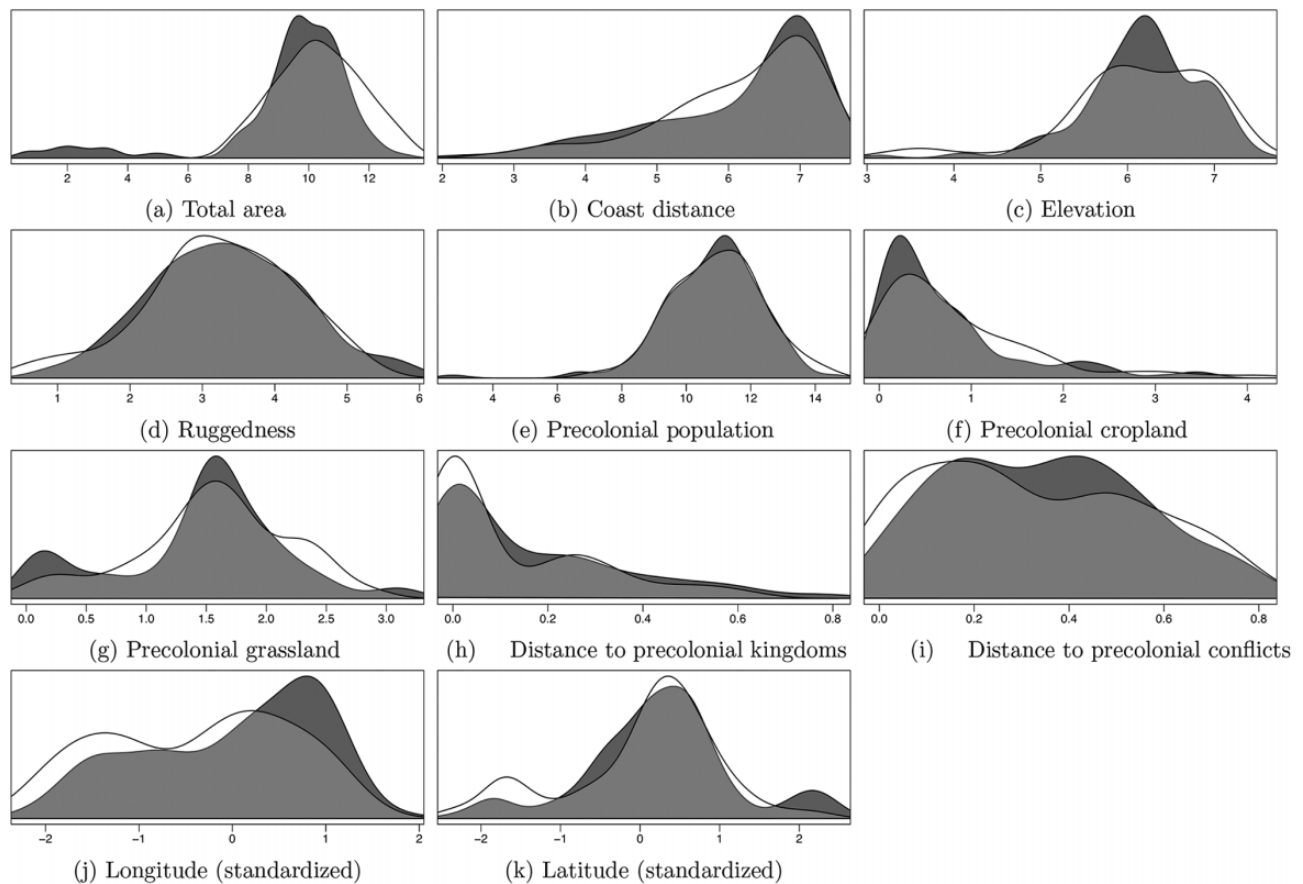 2 4 6 8 10 12
2 3 4 5 6 7
3 4 5 6 7
(a) Total area
(b) Coast distance
(c) Elevation
1 2 3 4 5 6
4 6 8 10 12 14
0 1 2 3 4
(d) Ruggedness
(e) Precolonial population
(f) Precolonial cropland
0.0 0.5 1.0 1.5 2.0 2.5 3.0
0.0 0.2 0.4 0.6 0.8
0.0 0.2 0.4 0.6 0.8
(g) Precolonial grassland
(h) Distance to precolonial kingdoms
(i) Distance to precolonial conflicts
-2 -1 0 1 2
-2 -1 0 1 2
(j) Longitude (standardized)
(k) Latitude (standardized)